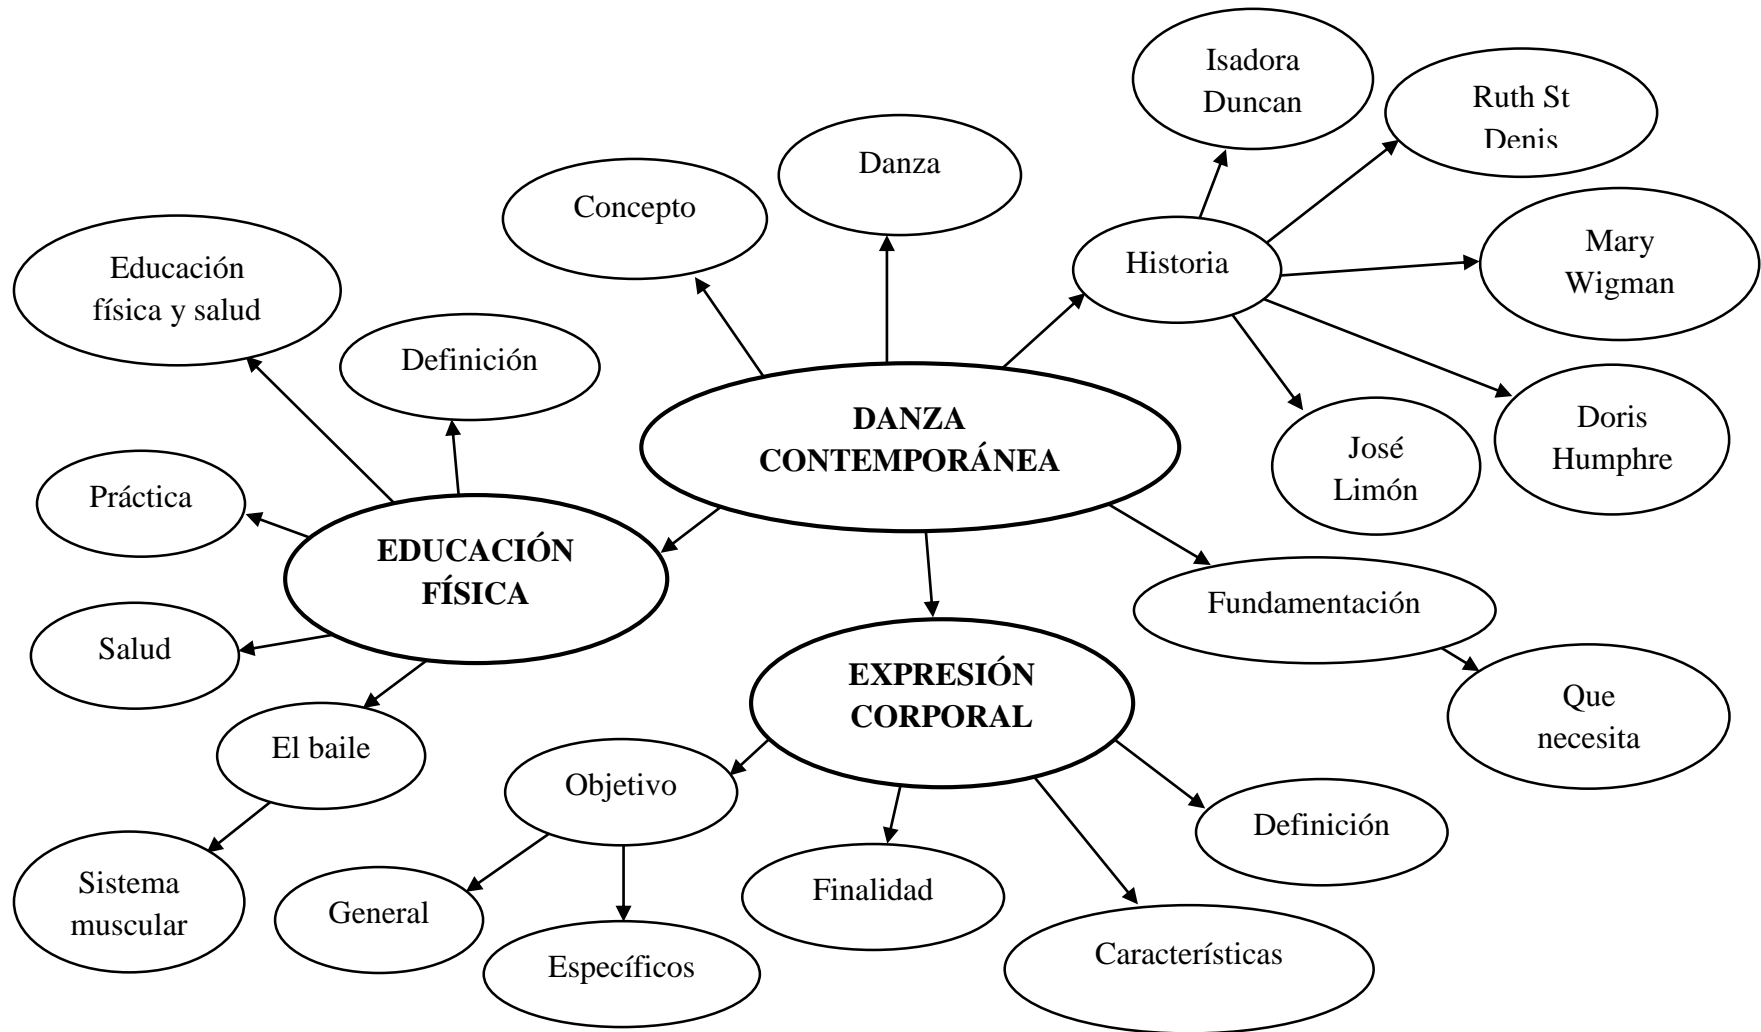 Isadora
Duncan
Ruth St
Denis
Danza
Concepto
Mary
Wigman
Historia
Educación
física y salud
Definición
DANZA
CONTEMPORÁNEA
Doris
Humphre
José
Limón
Práctica
EDUCACIÓN
FÍSICA
Fundamentación
Salud
EXPRESIÓN
CORPORAL
Que
necesita
El baile
Objetivo
Definición
Sistema
muscular
General
Finalidad
Específicos
Características